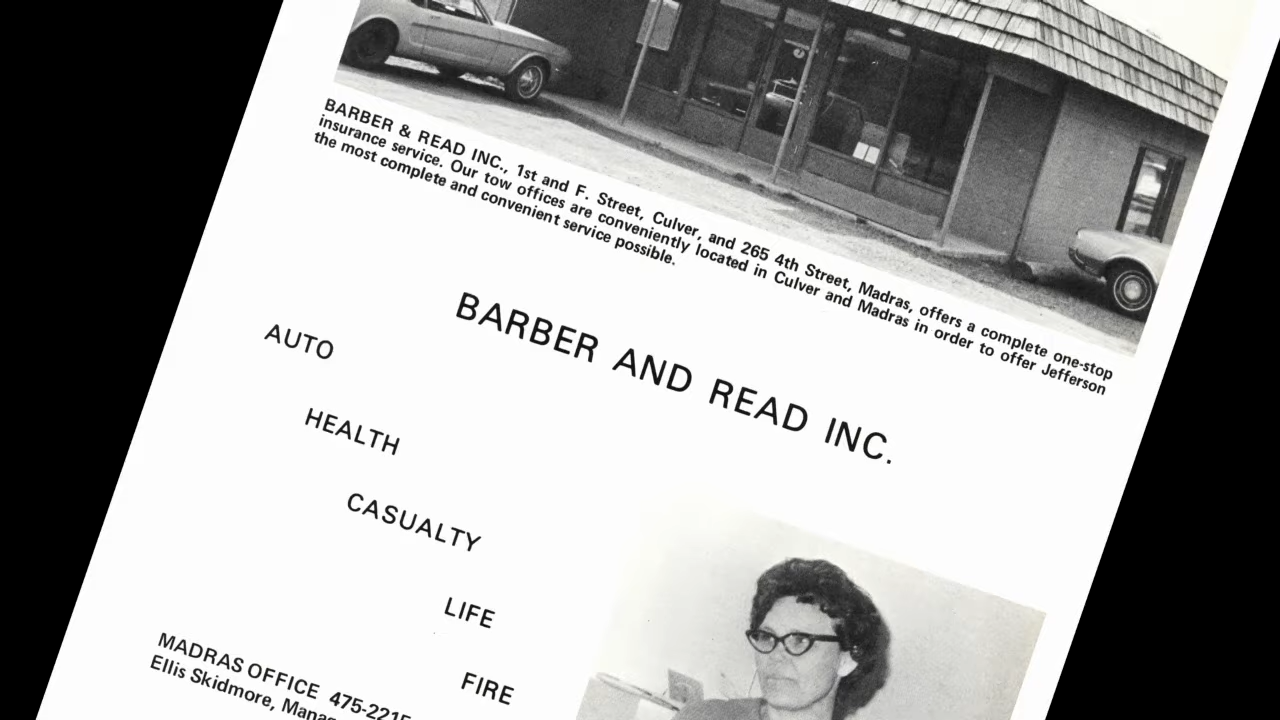 BARBER & READ INC., 1st and F. Street, Culver, and 265 4th Street, Madras, offers a complete one-stop
insurance service. Our tow offices are conveniently located in Culver and Madras in order to offer Jefferson
the most complete and convenient service possible.
BARBER AND READ INC.
AUTO
HEALTH
CASUALTY
LIFE
FIRE
MADRAS OFFICE 475-2215
Ellis Skidmore,